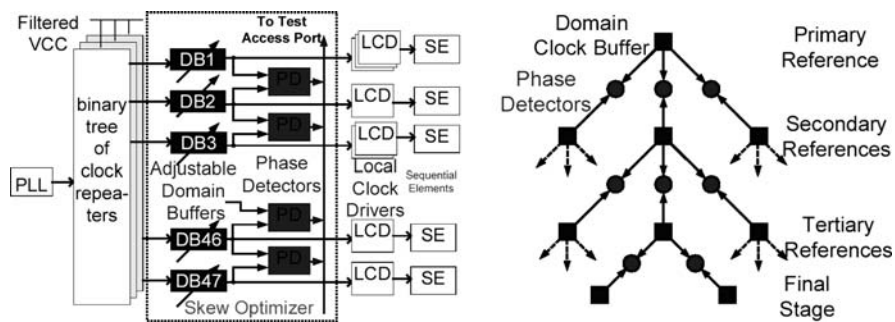 Filtered
VCC
To Test
Access Port
DB1
DB2
DB3
PD
PD
LCD
SE
LCD
SE
LCD
SE
binary
tree
of
clock
repea-
ters
PLL
Adjustable
Domain
Buffers
Phase
Detectors
Local
Clock
Drivers
Sequential
Elements
PD
PD
DB46
DB47
LCD
SE
LCD
SE
Skew Optimizer
Domain
Clock Buffer
Phase
Detectors
Primary
Reference
Secondary
References
Tertiary
References
Final
Stage